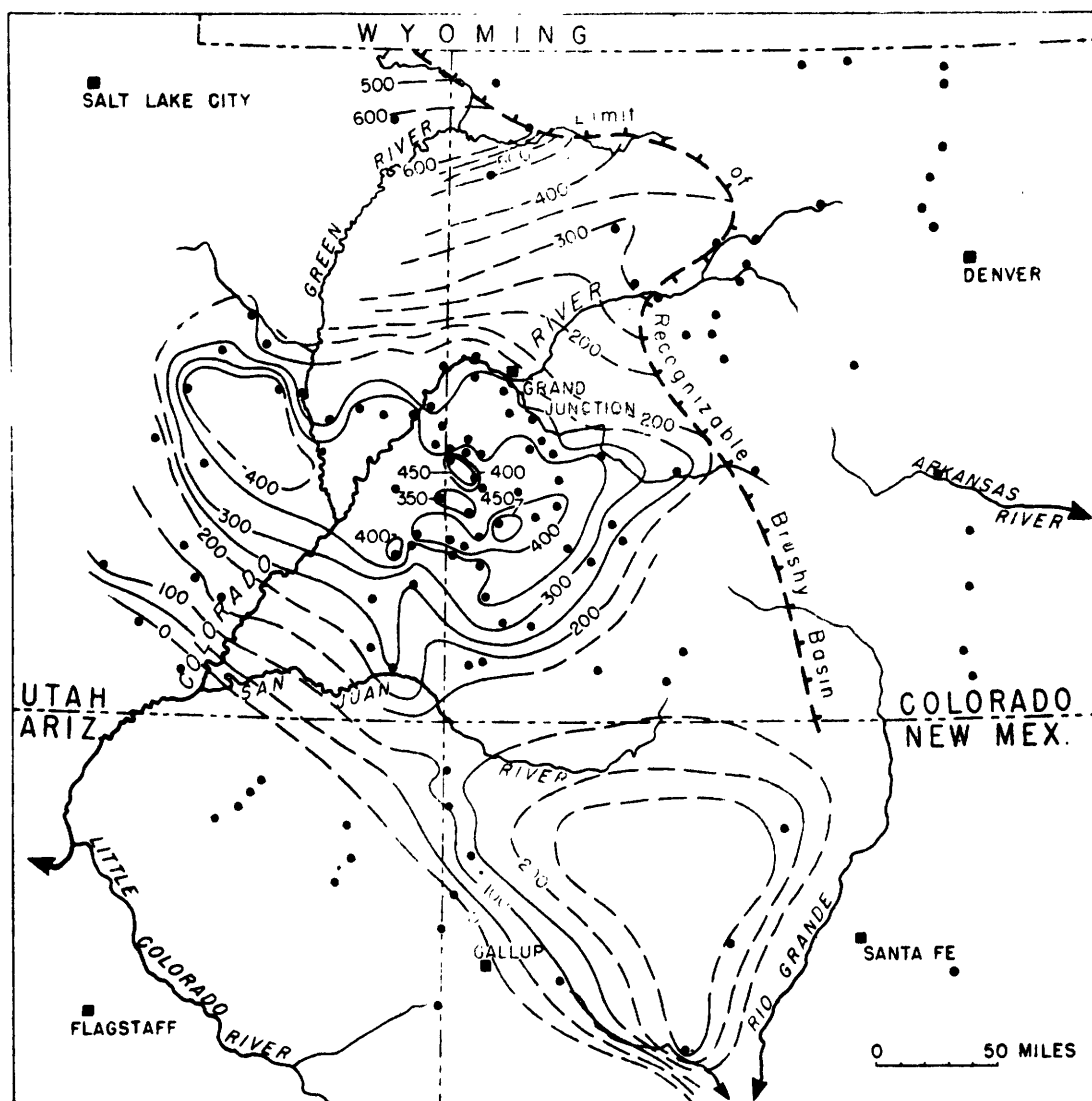 WYOMING
SALT LAKE CITY
500
600
Limit
of
RIVER
600
400
300
GREEN
DENVER
RIVER
Recognizable
200
GRAND
JUNCTION
200
450 400
350 450
400
400
400
ARKANSAS
RIVER
300
200
Brushy
100
0
300
200
COLORADO
Basin
SAN JUAN
UTAH
ARIZ.
COLORADO
NEW MEX.
RIVER
200
100
0
LITTLE
COLORADO
RIVER
GALLUP
SANTA FE
RIO GRANDE
FLAGSTAFF
0 50 MILES